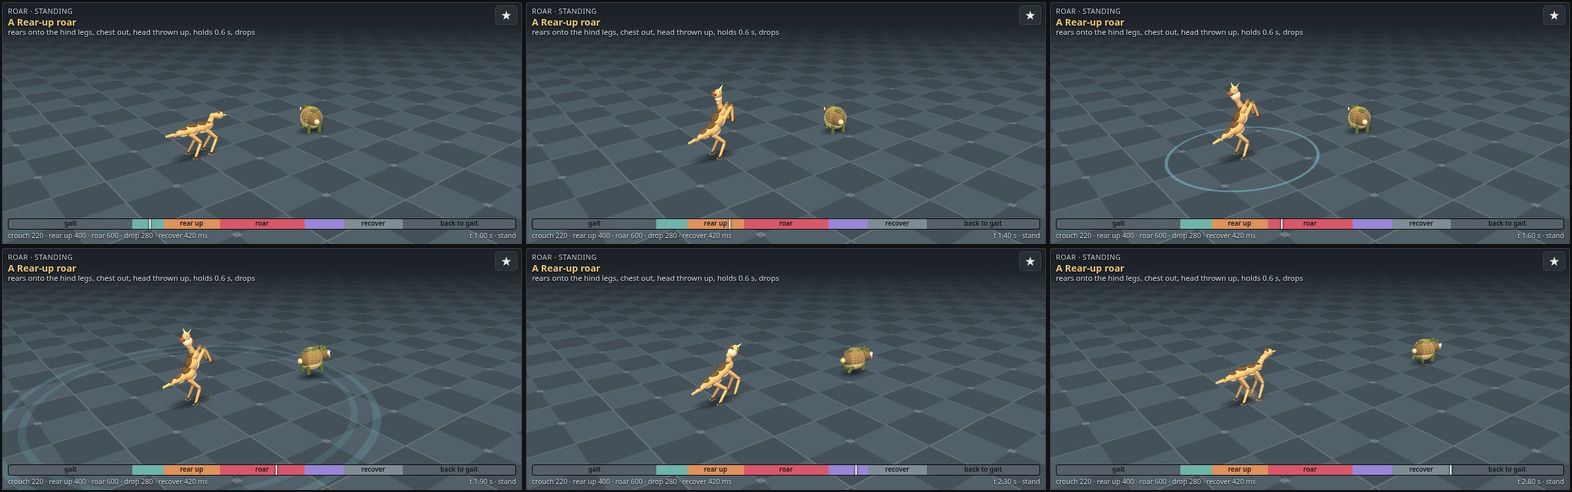 ROAR · STANDING
A Rear-up roar
rears onto the hind legs, chest out, head thrown up, holds 0.6 s, drops
gait rear up roar recover back to gait
crouch 220 · rear up 400 · roar 600 · drop 280 · recover 420 ms t 1.00 s · stand
ROAR · STANDING
A Rear-up roar
rears onto the hind legs, chest out, head thrown up, holds 0.6 s, drops
gait rear up roar recover back to gait
crouch 220 · rear up 400 · roar 600 · drop 280 · recover 420 ms t 1.40 s · stand
ROAR · STANDING
A Rear-up roar
rears onto the hind legs, chest out, head thrown up, holds 0.6 s, drops
gait rear up roar recover back to gait
crouch 220 · rear up 400 · roar 600 · drop 280 · recover 420 ms t 1.60 s · stand
ROAR · STANDING
A Rear-up roar
rears onto the hind legs, chest out, head thrown up, holds 0.6 s, drops
gait rear up roar recover back to gait
crouch 220 · rear up 400 · roar 600 · drop 280 · recover 420 ms t 1.90 s · stand
ROAR · STANDING
A Rear-up roar
rears onto the hind legs, chest out, head thrown up, holds 0.6 s, drops
gait rear up roar recover back to gait
crouch 220 · rear up 400 · roar 600 · drop 280 · recover 420 ms t 2.30 s · stand
ROAR · STANDING
A Rear-up roar
rears onto the hind legs, chest out, head thrown up, holds 0.6 s, drops
gait rear up roar recover back to gait
crouch 220 · rear up 400 · roar 600 · drop 280 · recover 420 ms t 2.80 s · stand